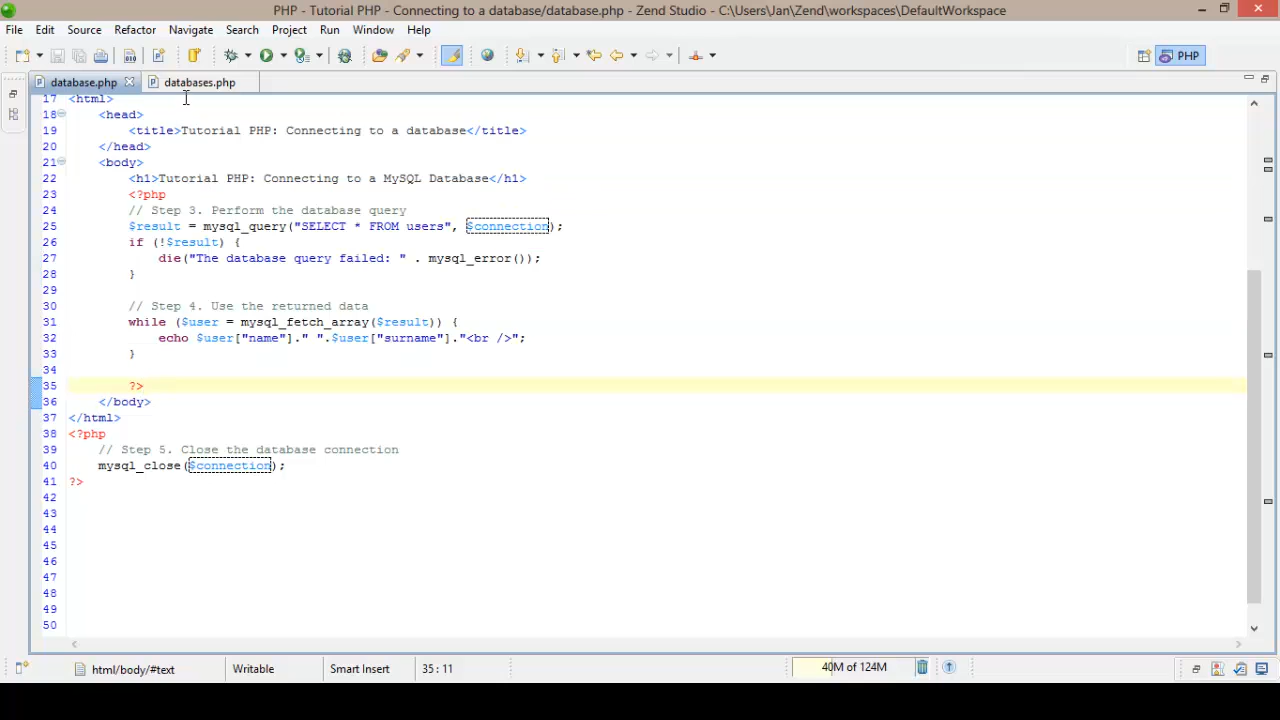 PHP - Tutorial PHP - Connecting to a database/database.php - Zend Studio - C:\Users\Jan\Zend\workspaces\DefaultWorkspace
File Edit Source Refactor Navigate Search Project Run Window Help
PHP
database.php databases.php
17 <html>
18 <head>
19 <title>Tutorial PHP: Connecting to a database</title>
20 </head>
21 <body>
22 <h1>Tutorial PHP: Connecting to a MySQL Database</h1>
23 <?php
24 // Step 3. Perform the database query
25 $result = mysql_query("SELECT * FROM users", $connection);
26 if (!$result) {
27 die("The database query failed: " . mysql_error());
28 }
29
30 // Step 4. Use the returned data
31 while ($user = mysql_fetch_array($result)) {
32 echo $user["name"]." ".$user["surname"]."<br />";
33 }
34
35 ?>
36 </body>
37 </html>
38 <?php
39 // Step 5. Close the database connection
40 mysql_close($connection);
41 ?>
42
43
44
45
46
47
48
49
50
html/body/#text Writable Smart Insert 35 : 11 40M of 124M